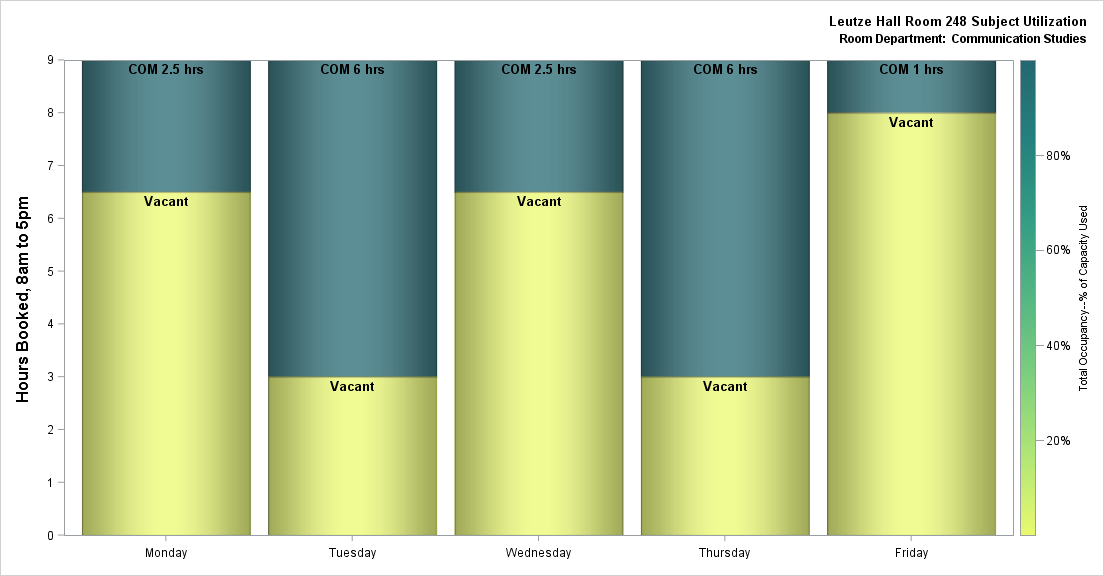 Leutze Hall Room 248 Subject Utilization
Room Department: Communication Studies
Hours Booked, 8am to 5pm
9
8
7
6
5
4
3
2
1
0
COM 2.5 hrs
Vacant
COM 6 hrs
Vacant
COM 2.5 hrs
Vacant
COM 6 hrs
Vacant
COM 1 hrs
Vacant
Monday
Tuesday
Wednesday
Thursday
Friday
80%
60%
40%
20%
Total Occupancy--% of Capacity Used